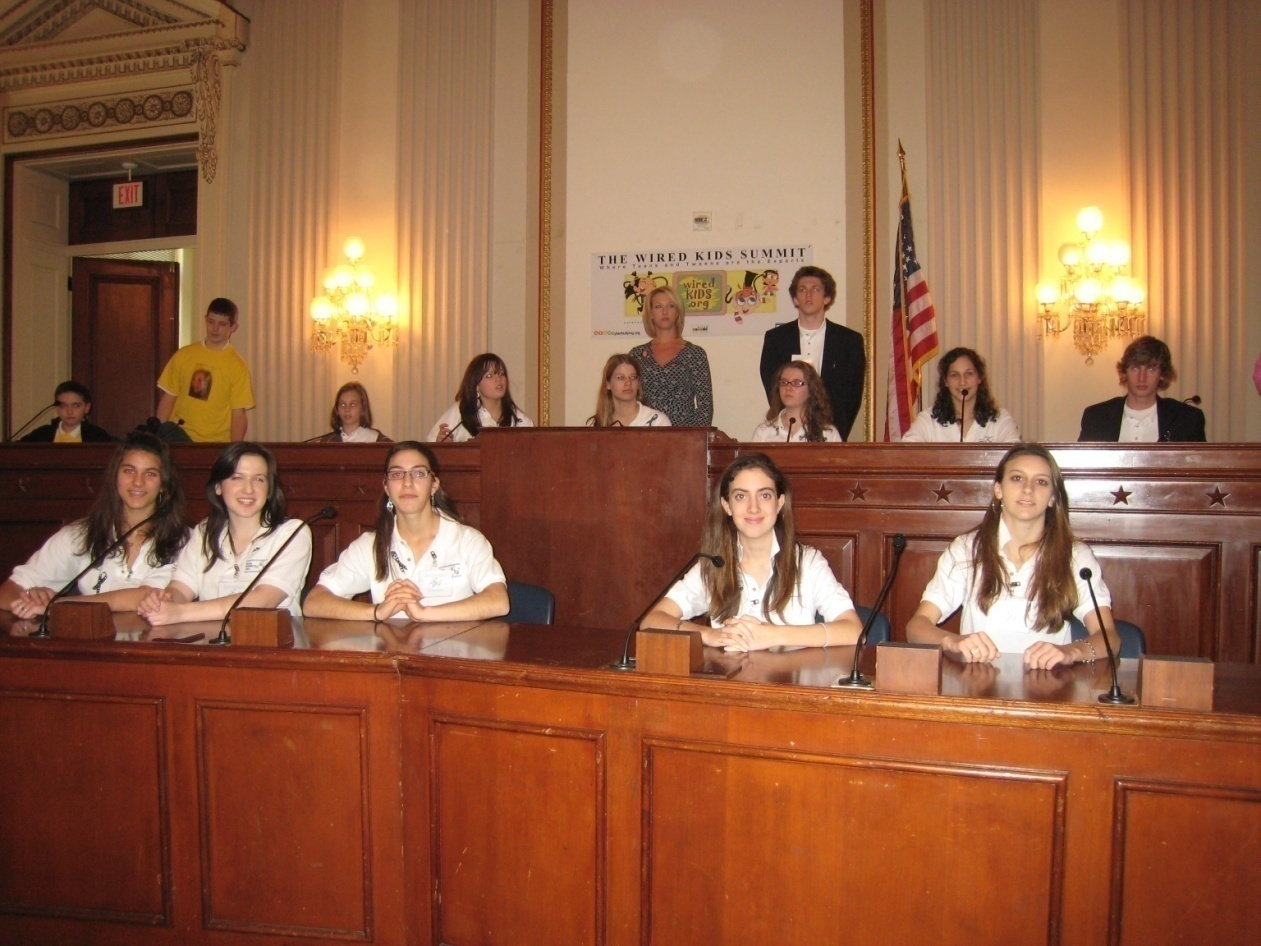 EXIT
THE WIRED KIDS SUMMIT
Where Teens and Tweens are the Experts
wired
KIDS
.org